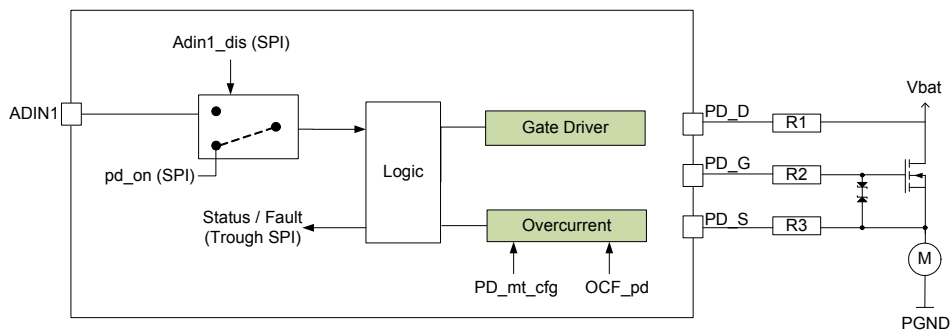 Adin1_dis (SPI)
ADIN1
pd_on (SPI)
Status / Fault
(Trough SPI)
Logic
Gate Driver
Overcurrent
PD_mt_cfg
OCF_pd
PD_D
PD_G
PD_S
R1
R2
R3
Vbat
M
PGND